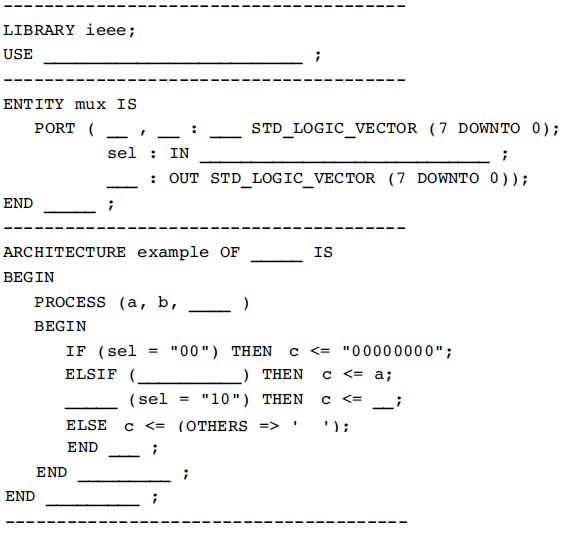 ---------------------------------------
LIBRARY ieee;
USE _________________________ ;
---------------------------------------
ENTITY mux IS
PORT ( __ , __ : ___ STD_LOGIC_VECTOR (7 DOWNTO 0);
sel : IN ____________________________ ;
___ : OUT STD_LOGIC_VECTOR (7 DOWNTO 0));
END _____ ;
---------------------------------------
ARCHITECTURE example OF _____ IS
BEGIN
PROCESS (a, b, ____ )
BEGIN
IF (sel = "00") THEN c <= "00000000";
ELSIF (__________) THEN c <= a;
_____ (sel = "10") THEN c <= __;
ELSE c <= (OTHERS => ' ');
END ___ ;
END _________ ;
END _________ ;
---------------------------------------